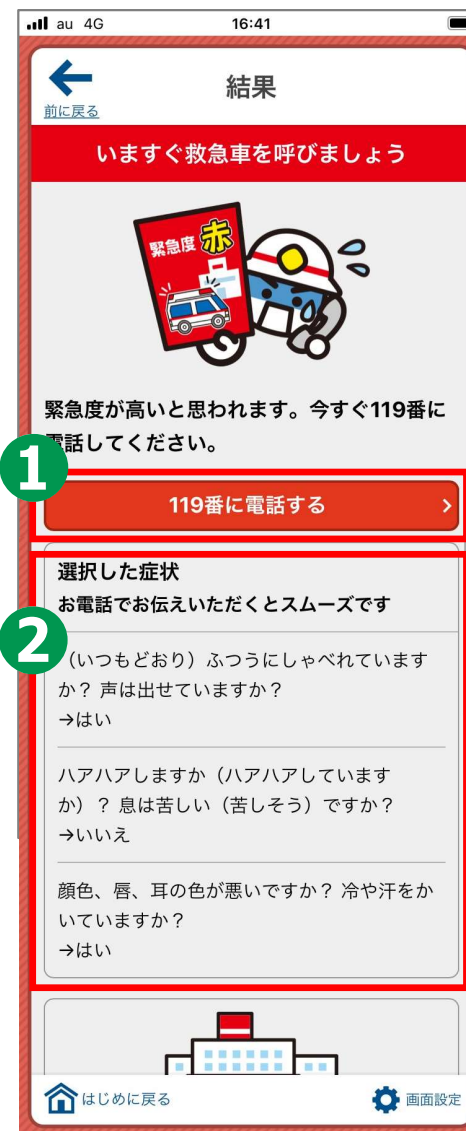 au 4G 16:41
前に戻る
結果
いますぐ救急車を呼びましょう
緊急度 赤
緊急度が高いと思われます。今すぐ119番に
電話してください。
1
119番に電話する
選択した症状
お電話でお伝えいただくとスムーズです
2
（いつもどおり）ふつうにしゃべれています
か？ 声は出せていますか？
→はい
ハアハアしますか（ハアハアしています
か）？ 息は苦しい（苦しそう）ですか？
→いいえ
顔色、唇、耳の色が悪いですか？ 冷や汗をか
いていますか？
→はい
はじめに戻る
画面設定